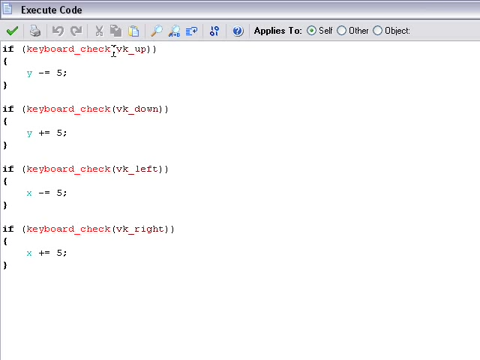 Execute Code
Applies To: Self Other Object:
if (keyboard_check(vk_up))
{
y -= 5;
}
if (keyboard_check(vk_down))
{
y += 5;
}
if (keyboard_check(vk_left))
{
x -= 5;
}
if (keyboard_check(vk_right))
{
x += 5;
}